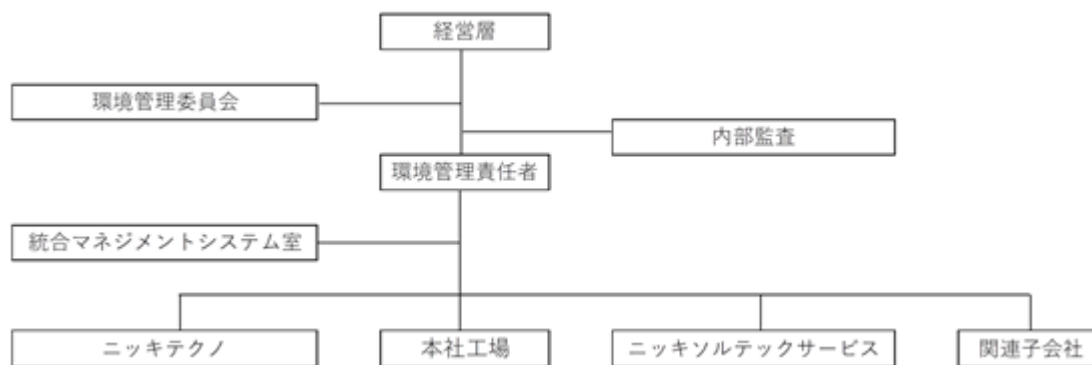 経営層
環境管理委員会
内部監査
環境管理責任者
統合マネジメントシステム室
ニッキテクノ
本社工場
ニッキソルテックサービス
関連子会社